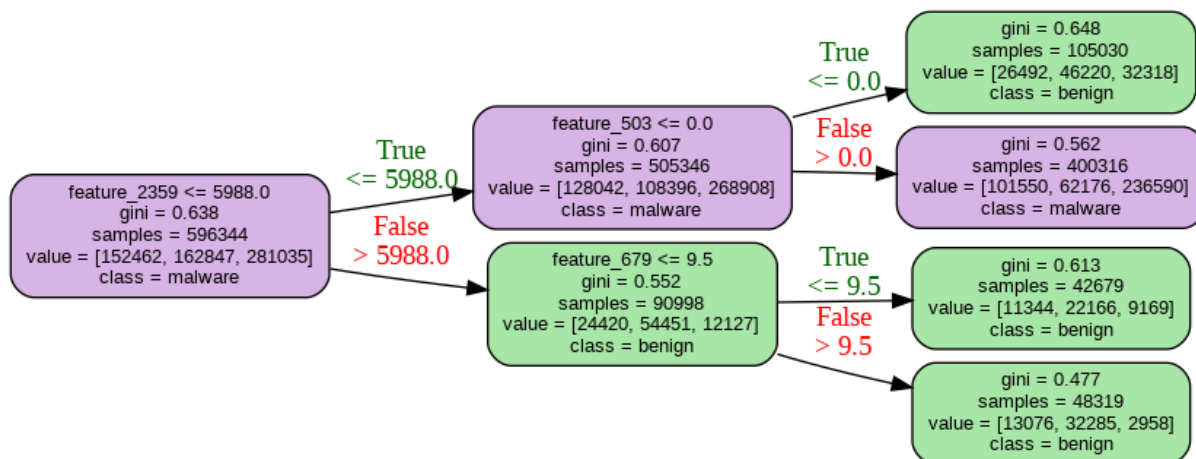 feature_2359 <= 5988.0
gini = 0.638
samples = 596344
value = [152462, 162847, 281035]
class = malware
True
<= 5988.0
False
> 5988.0
feature_503 <= 0.0
gini = 0.607
samples = 505346
value = [128042, 108396, 268908]
class = malware
feature_679 <= 9.5
gini = 0.552
samples = 90998
value = [24420, 54451, 12127]
class = benign
True
<= 0.0
False
> 0.0
True
<= 9.5
False
> 9.5
gini = 0.648
samples = 105030
value = [26492, 46220, 32318]
class = benign
gini = 0.562
samples = 400316
value = [101550, 62176, 236590]
class = malware
gini = 0.613
samples = 42679
value = [11344, 22166, 9169]
class = benign
gini = 0.477
samples = 48319
value = [13076, 32285, 2958]
class = benign